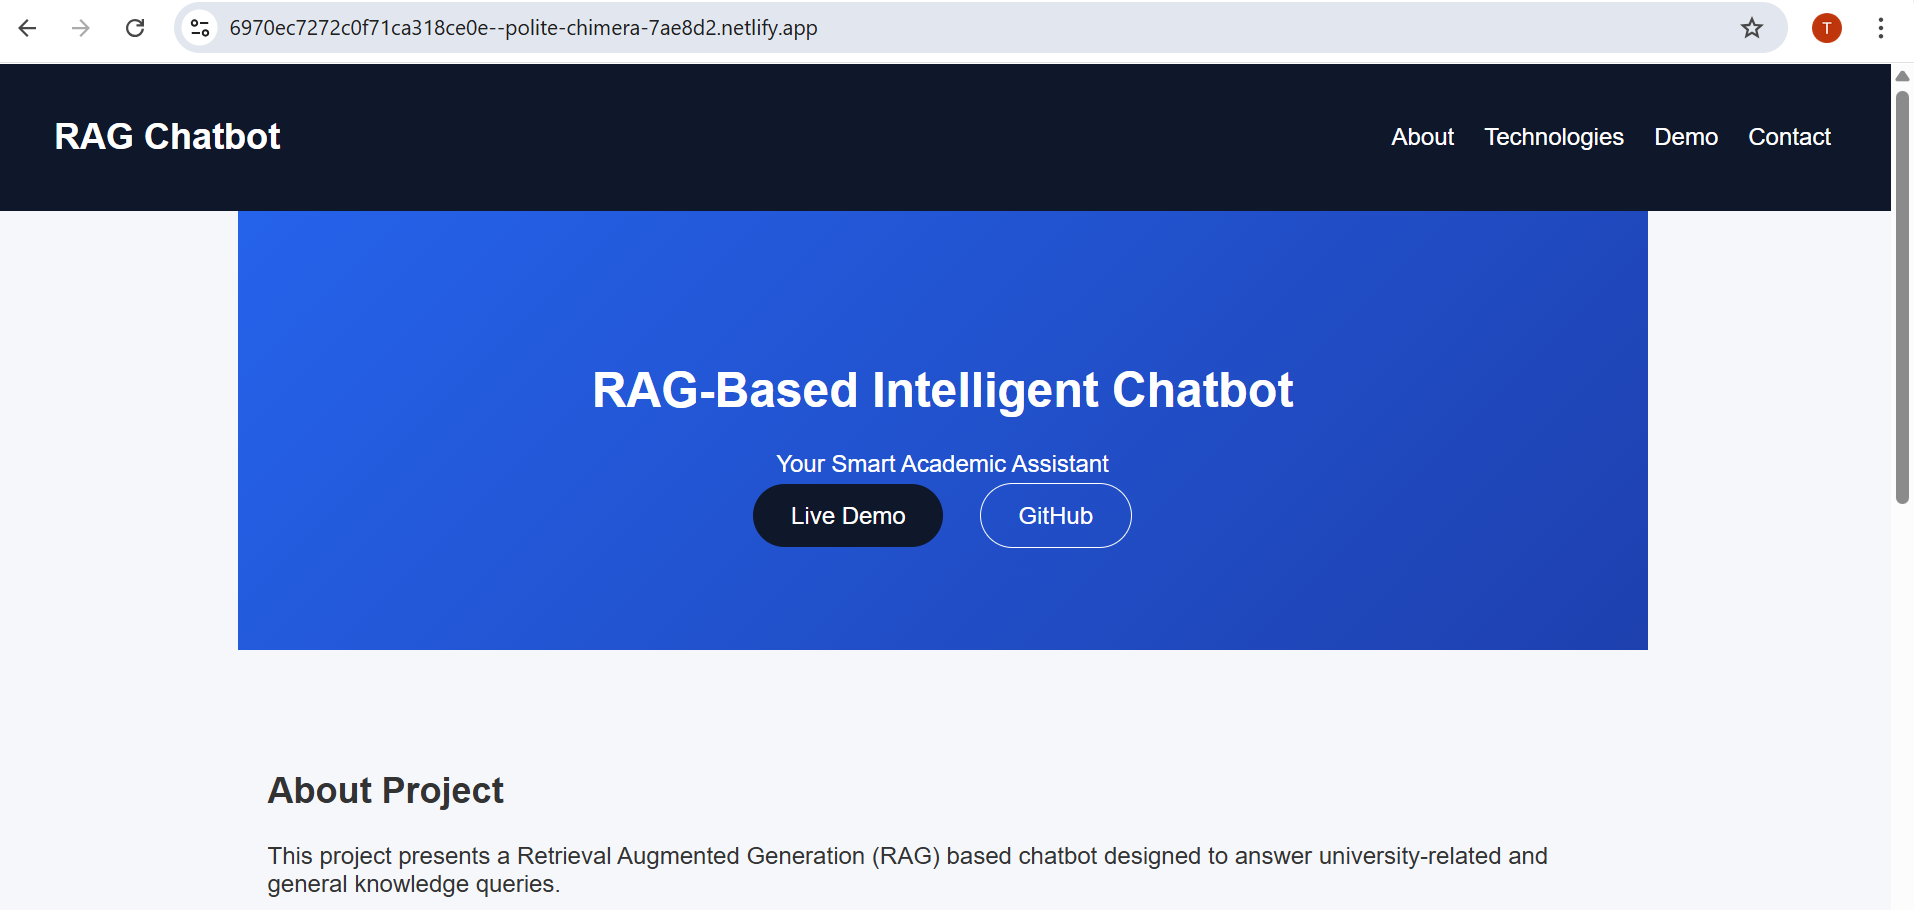 6970ec7272c0f71ca318ce0e--polite-chimera-7ae8d2.netlify.app
T
RAG Chatbot
About Technologies Demo Contact
RAG-Based Intelligent Chatbot
Your Smart Academic Assistant
Live Demo GitHub
About Project
This project presents a Retrieval Augmented Generation (RAG) based chatbot designed to answer university-related and
general knowledge queries.